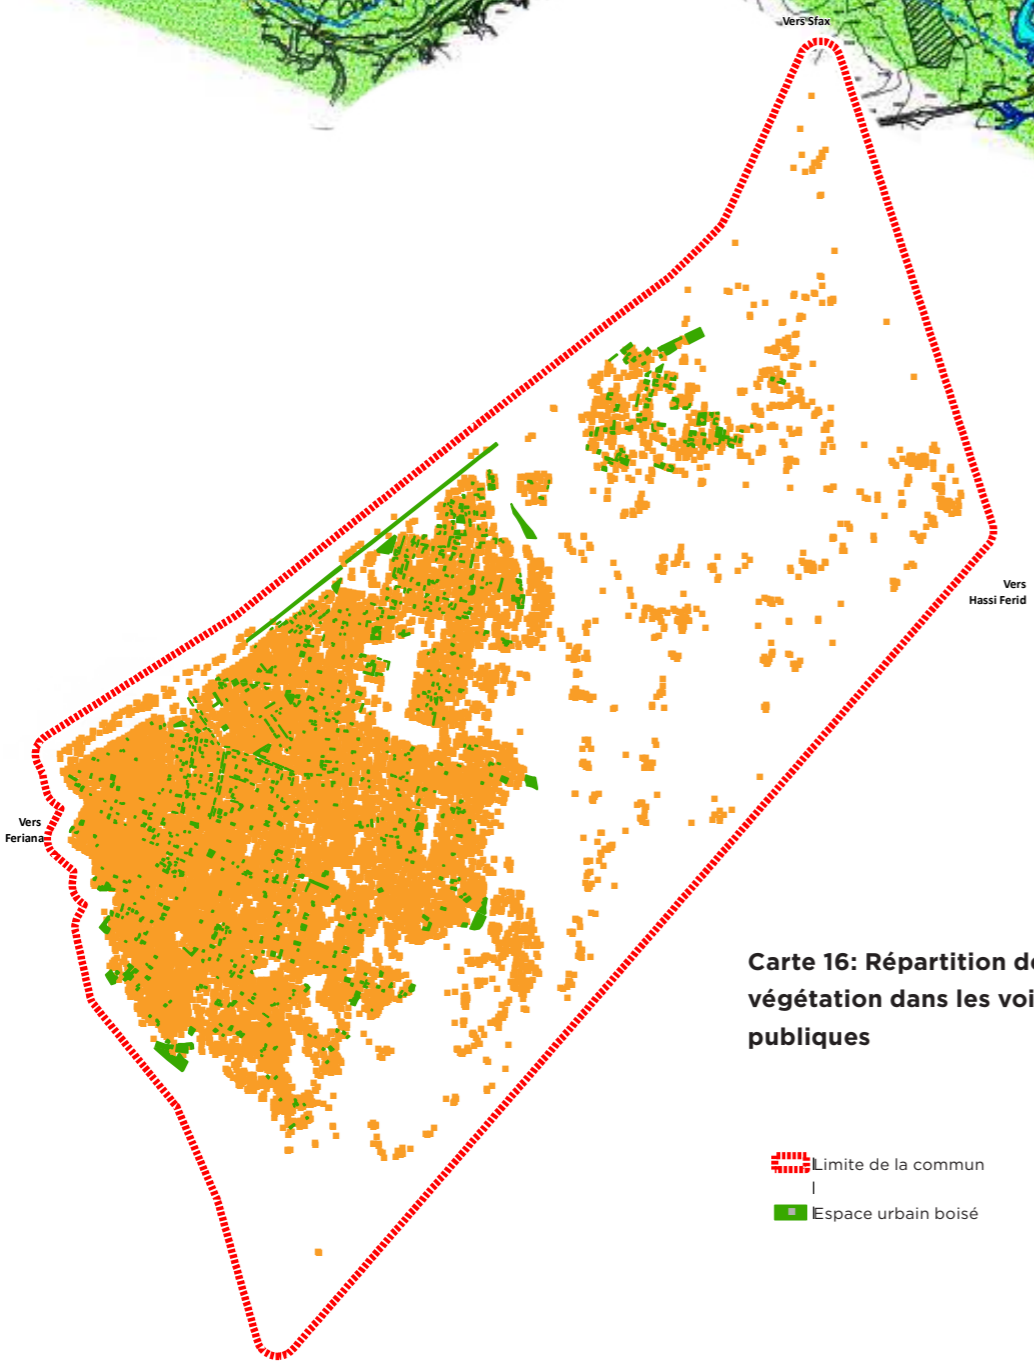 Vers Sfax
Vers
Hassi Ferid
Vers
Feriana
Carte 16: Répartition de
végétation dans les voi
publiques
Limite de la commun
Espace urbain boisé